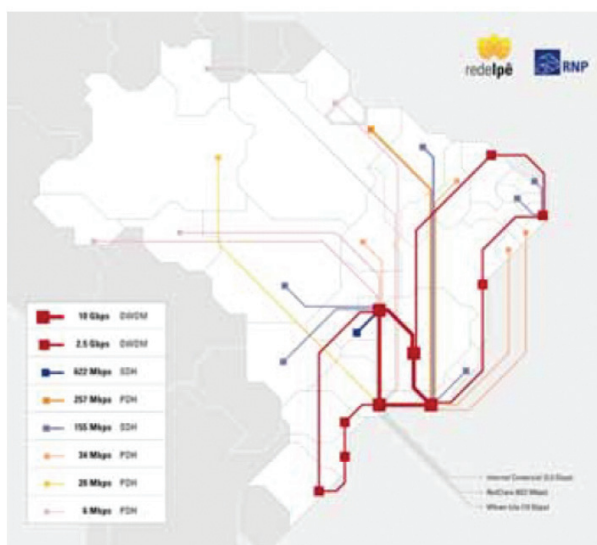 redeIpê
RNP
10 Gbps DWDM
2.5 Gbps DWDM
622 Mbps SDH
257 Mbps PDH
155 Mbps SDH
34 Mbps PDH
20 Mbps PDH
6 Mbps PDH